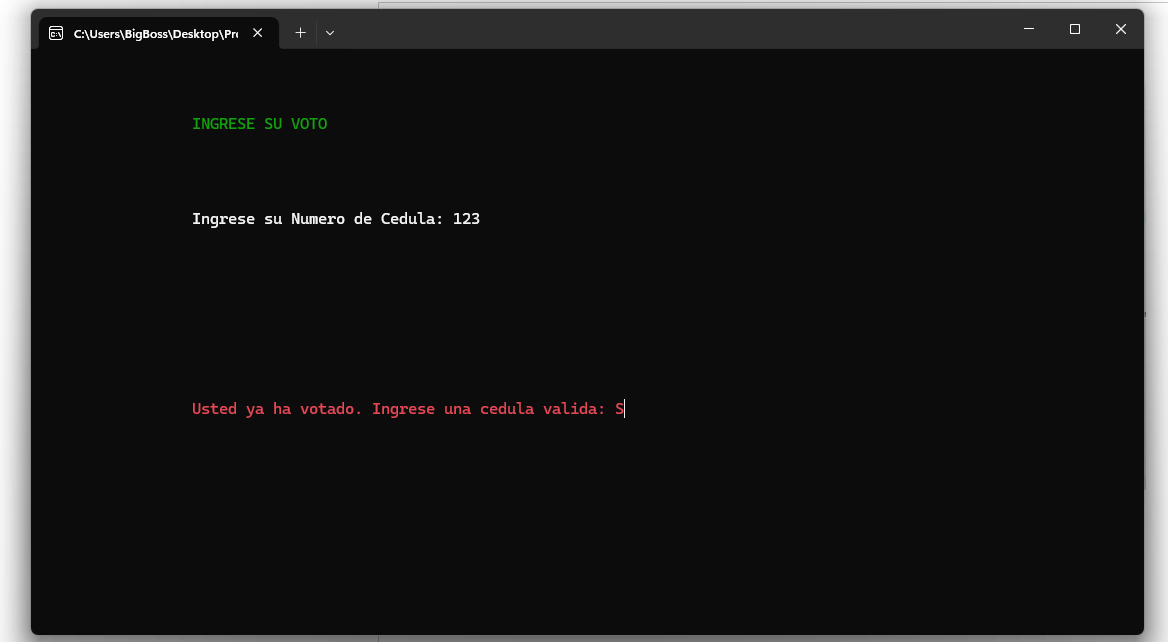 C:\Users\BigBoss\Desktop\Pr
INGRESE SU VOTO
Ingrese su Numero de Cedula: 123
Usted ya ha votado. Ingrese una cedula valida: S